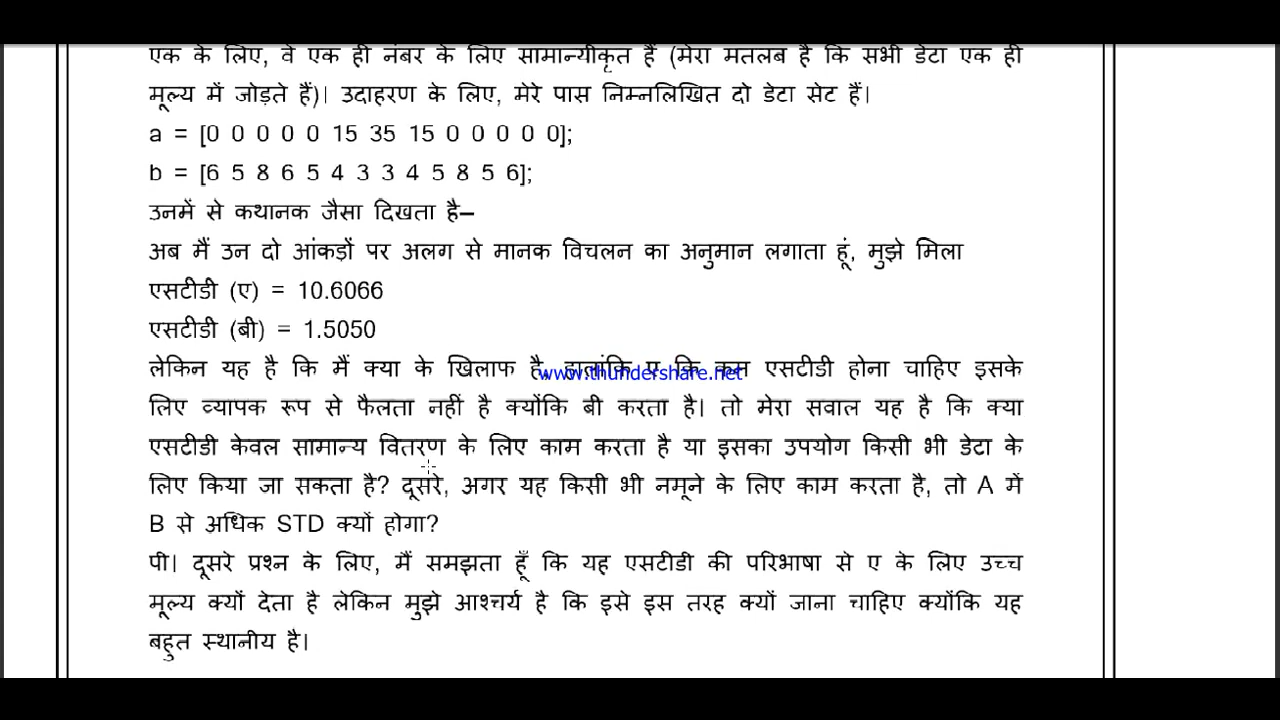 एक के लिए, वे एक ही नंबर के लिए सामान्यीकृत हैं (मेरा मतलब है कि सभी डेटा एक ही
मूल्य में जोड़ते हैं)। उदाहरण के लिए, मेरे पास निम्नलिखित दो डेटा सेट हैं।
a = [0 0 0 0 0 15 35 15 0 0 0 0 0];
b = [6 5 8 6 5 4 3 3 4 5 8 5 6];
उनमें से कथानक जैसा दिखता है–
अब मैं उन दो आंकड़ों पर अलग से मानक विचलन का अनुमान लगाता हूं, मुझे मिला
एसटीडी (ए) = 10.6066
एसटीडी (बी) = 1.5050
लेकिन यह है कि मैं क्या के खिलाफ है, हालांकि ए कि कम एसटीडी होना चाहिए इसके
www.thundershare.net
लिए व्यापक रूप से फैलता नहीं है क्योंकि बी करता है। तो मेरा सवाल यह है कि क्या
एसटीडी केवल सामान्य वितरण के लिए काम करता है या इसका उपयोग किसी भी डेटा के
लिए किया जा सकता है? दूसरे, अगर यह किसी भी नमूने के लिए काम करता है, तो A में
B से अधिक STD क्यों होगा?
पी। दूसरे प्रश्न के लिए, मैं समझता हूँ कि यह एसटीडी की परिभाषा से ए के लिए उच्च
मूल्य क्यों देता है लेकिन मुझे आश्चर्य है कि इसे इस तरह क्यों जाना चाहिए क्योंकि यह
बहुत स्थानीय है।